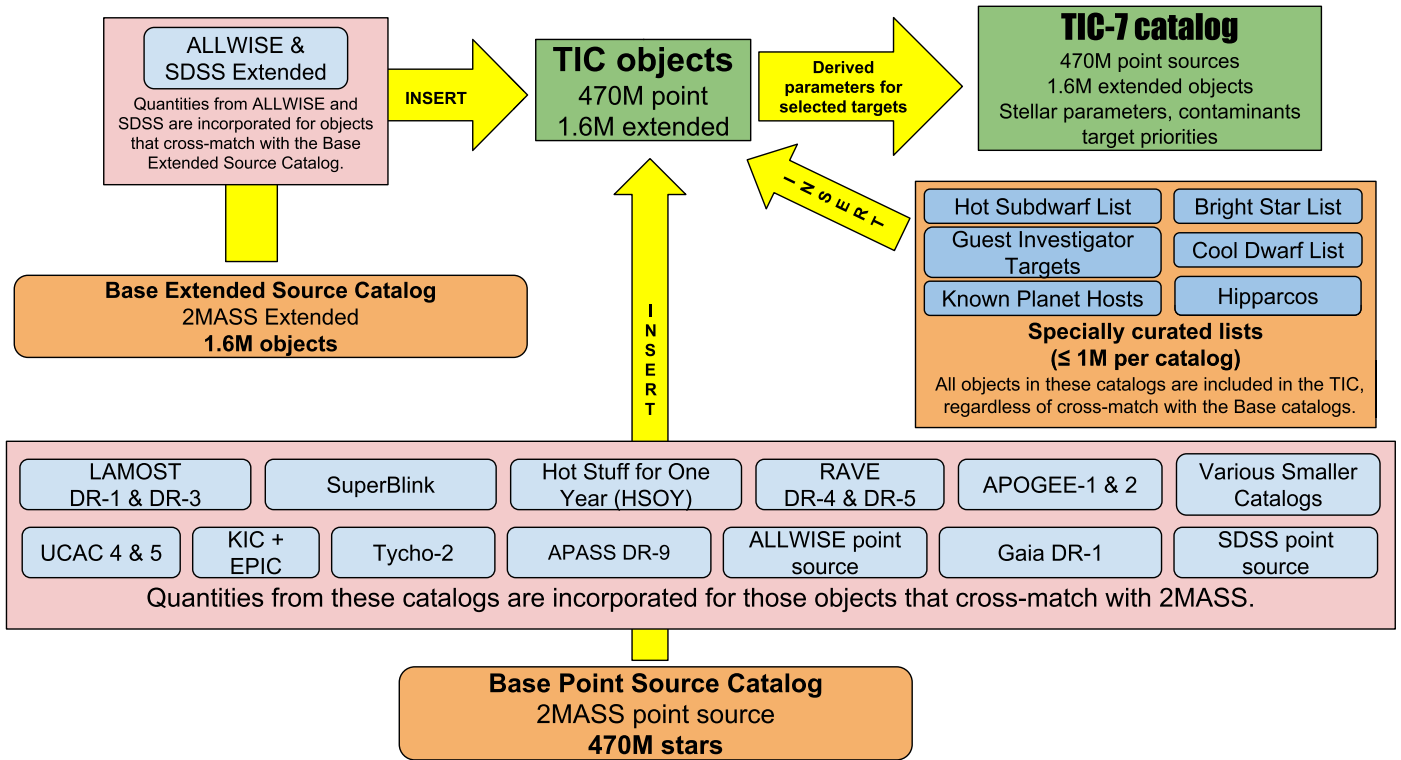 ALLWISE &
SDSS Extended
Quantities from ALLWISE and
SDSS are incorporated for objects
that cross-match with the Base
Extended Source Catalog.
INSERT
TIC objects
470M point
1.6M extended
Derived
parameters for
selected targets
TIC-7 catalog
470M point sources
1.6M extended objects
Stellar parameters, contaminants
target priorities
INSERT
Hot Subdwarf List
Bright Star List
Guest Investigator
Targets
Cool Dwarf List
Known Planet Hosts
Hipparcos
Specially curated lists
(≤ 1M per catalog)
All objects in these catalogs are included in the TIC,
regardless of cross-match with the Base catalogs.
Base Extended Source Catalog
2MASS Extended
1.6M objects
INSERT
LAMOST
DR-1 & DR-3
SuperBlink
Hot Stuff for One
Year (HSOY)
RAVE
DR-4 & DR-5
APOGEE-1 & 2
Various Smaller
Catalogs
UCAC 4 & 5
KIC +
EPIC
Tycho-2
APASS DR-9
ALLWISE point
source
Gaia DR-1
SDSS point
source
Quantities from these catalogs are incorporated for those objects that cross-match with 2MASS.
Base Point Source Catalog
2MASS point source
470M stars